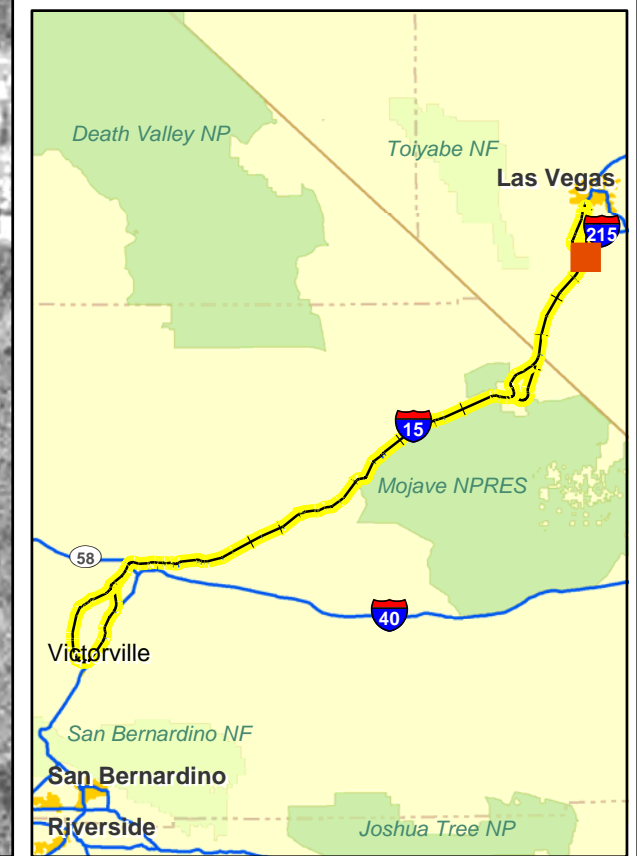 Death Valley NP
Toiyabe NF
Las Vegas
215
15
Mojave NPRES
58
40
Victorville
San Bernardino NF
San Bernardino
Riverside
Joshua Tree NP